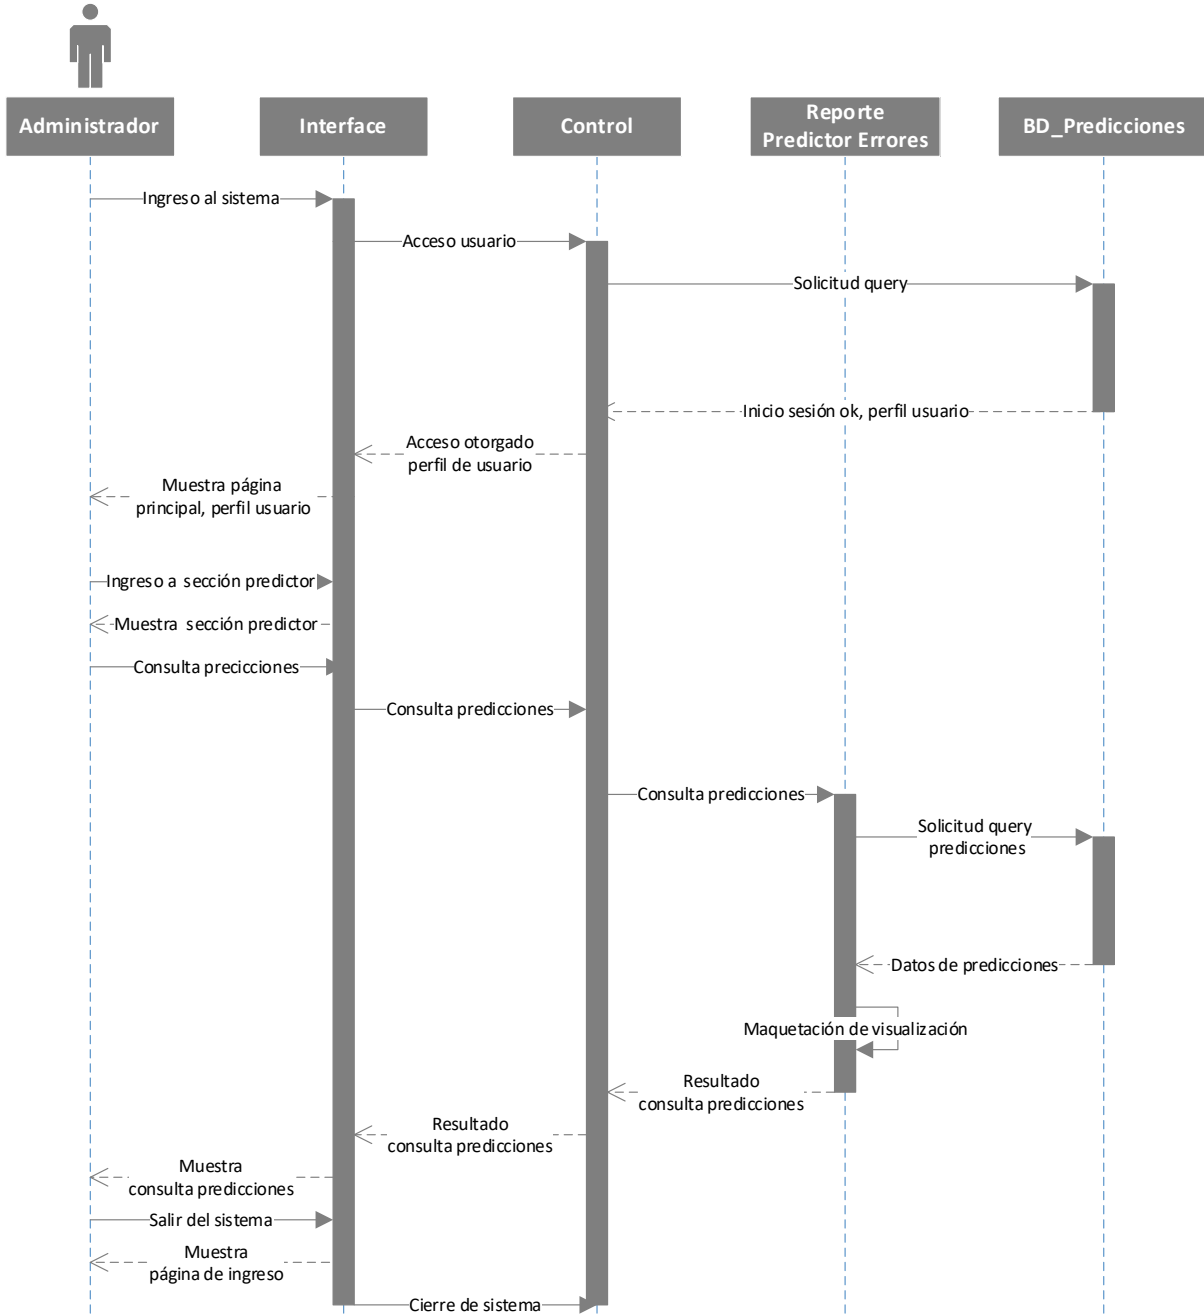 Administrador
Interface
Control
Reporte
Predictor Errores
BD_Predicciones
Ingreso al sistema
Acceso usuario
Solicitud query
Inicio sesión ok, perfil usuario
Acceso otorgado
perfil de usuario
Muestra página
principal, perfil usuario
Ingreso a sección predictor
Muestra sección predictor
Consulta precicciones
Consulta predicciones
Consulta predicciones
Solicitud query
predicciones
Datos de predicciones
Maquetación de visualización
Resultado
consulta predicciones
Resultado
consulta predicciones
Muestra
consulta predicciones
Salir del sistema
Muestra
página de ingreso
Cierre de sistema